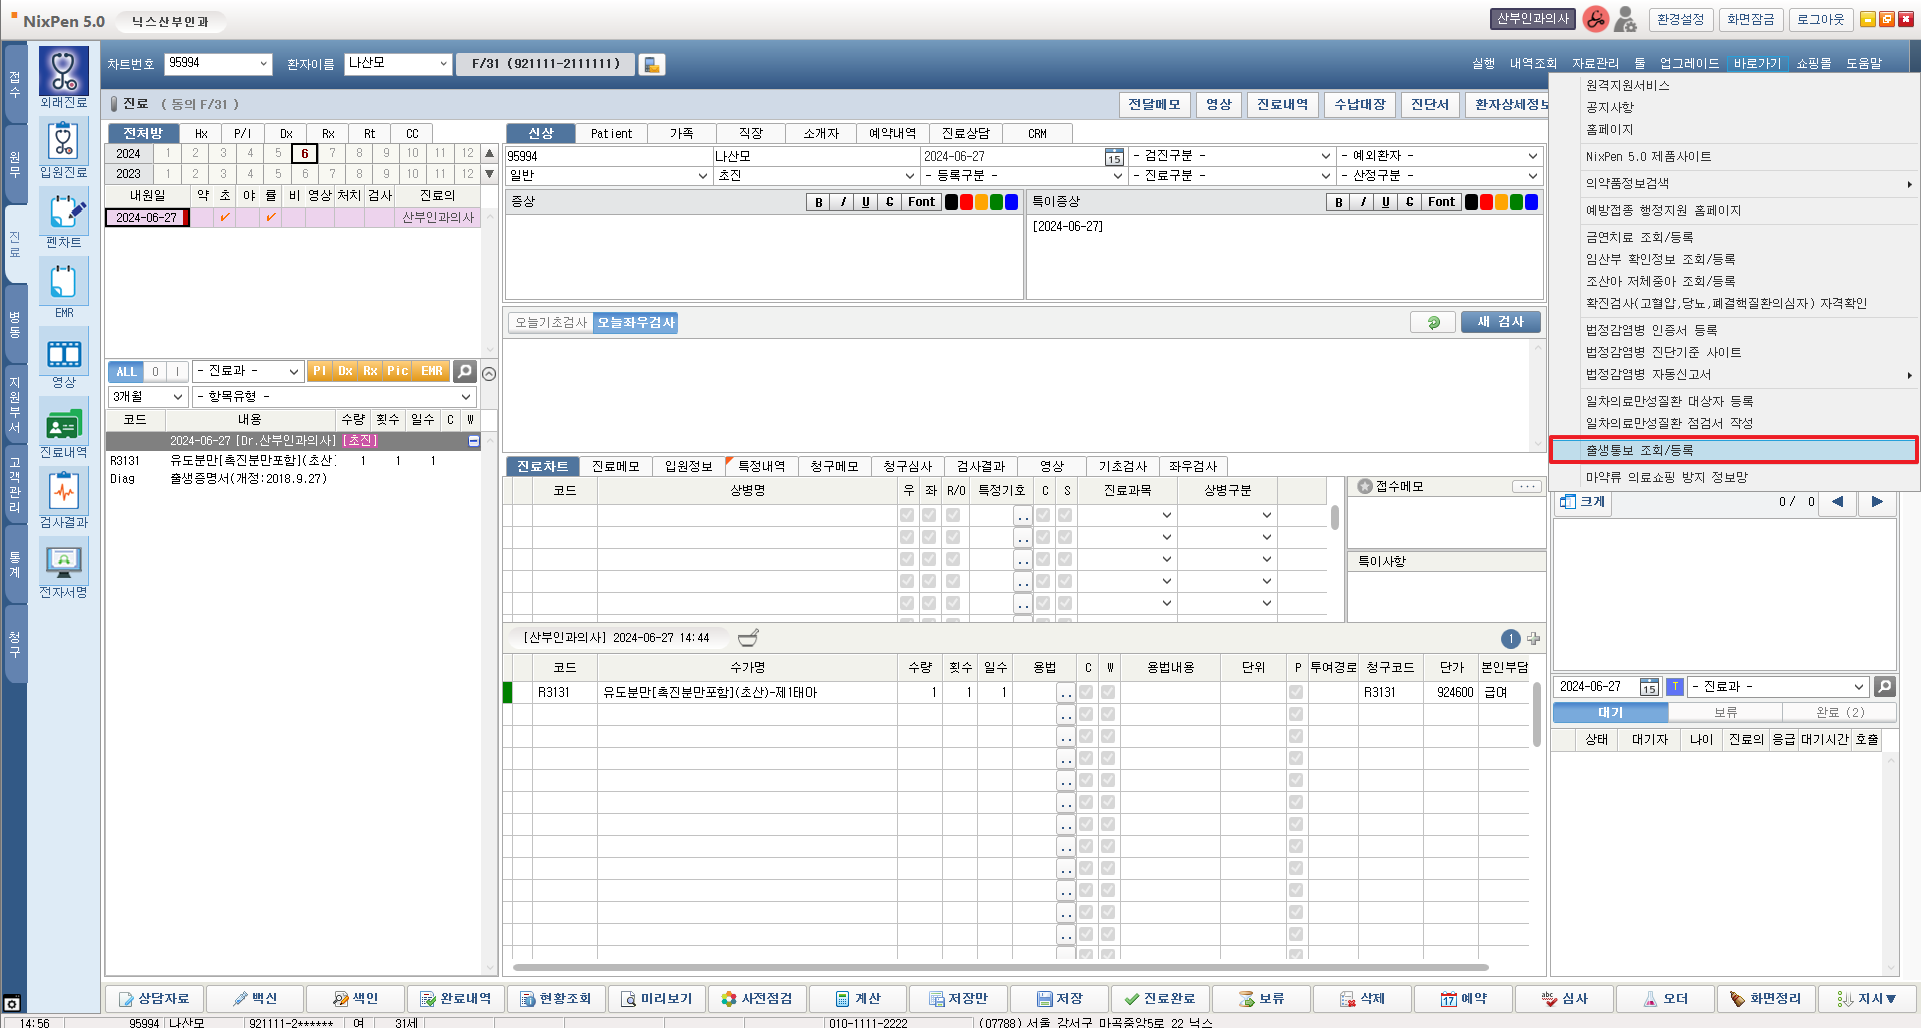 NixPen 5.0 닉스산부인과 산부인과의사 환경설정 화면잠금 로그아웃
차트번호 95994 환자이름 나산모 F/31 (921111-2111111) 실행 내역조회 자료관리 툴 업그레이드 바로가기 쇼핑몰 도움말
접수
원무
진료
병동
지원부서
고객관리
통계
청구
외래진료
입원진료
펜차트
EMR
영상
진료내역
검사결과
전자서명
진료 ( 동의 F/31 ) 전달메모 영상 진료내역 수납대장 진단서 환자상세정보
전처방 Hx P/I Dx Rx Rt CC
2024 1 2 3 4 5 6 7 8 9 10 11 12 ▲
2023 1 2 3 4 5 6 7 8 9 10 11 12 ▼
내원일 약 초 야 률 비 영상 처치 검사 진료의
2024-06-27 산부인과의사
ALL O I - 진료과 - PI Dx Rx Pic EMR
3개월 - 항목유형 -
코드 내용 수량 횟수 일수 C W
2024-06-27 [Dr.산부인과의사] [초진]
R3131 유도분만[촉진분만포함](초산 1 1 1
Diag 출생증명서(개정:2018.9.27)
신상 Patient 가족 직장 소개자 예약내역 진료상담 CRM
95994 나산모 2024-06-27 15 - 검진구분 - - 예외환자 -
일반 초진 - 등록구분 - - 진료구분 - - 산정구분 -
증상 B I U Font 특이증상 B I U Font
[2024-06-27]
오늘기초검사 오늘좌우검사 새 검사
진료차트 진료메모 입원정보 특정내역 청구메모 청구심사 검사결과 영상 기초검사 좌우검사
코드 상병명 우 좌 R/O 특정기호 C S 진료과목 상병구분
접수메모 ...
특이사항
[산부인과의사] 2024-06-27 14:44 1
코드 수가명 수량 횟수 일수 용법 C W 용법내용 단위 P 투여경로 청구코드 단가 본인부담
R3131 유도분만[촉진분만포함](초산)-제1태아 1 1 1 .. R3131 924600 급여
원격지원서비스
공지사항
홈페이지
NixPen 5.0 제품사이트
의약품정보검색
예방접종 행정지원 홈페이지
금연치료 조회/등록
임산부 확인정보 조회/등록
조산아 저체중아 조회/등록
확진검사(고혈압,당뇨,폐결핵질환의심자) 자격확인
법정감염병 인증서 등록
법정감염병 진단기준 사이트
법정감염병 자동신고서
일차의료만성질환 대상자 등록
일차의료만성질환 점검서 작성
출생통보 조회/등록
마약류 의료쇼핑 방지 정보망
크게 0 / 0 ◀ ▶
2024-06-27 15 T - 진료과 -
대기 보류 완료 (2)
상태 대기자 나이 진료의 응급 대기시간 호출
상담자료 백신 색인 완료내역 현황조회 미리보기 사전점검 계산 저장만 저장 진료완료 보류 삭제 예약 심사 오더 화면정리 지시▼
14:56 95994 나산모 921111-2****** 여 31세 010-1111-2222 (07788) 서울 강서구 마곡중앙5로 22 닉스